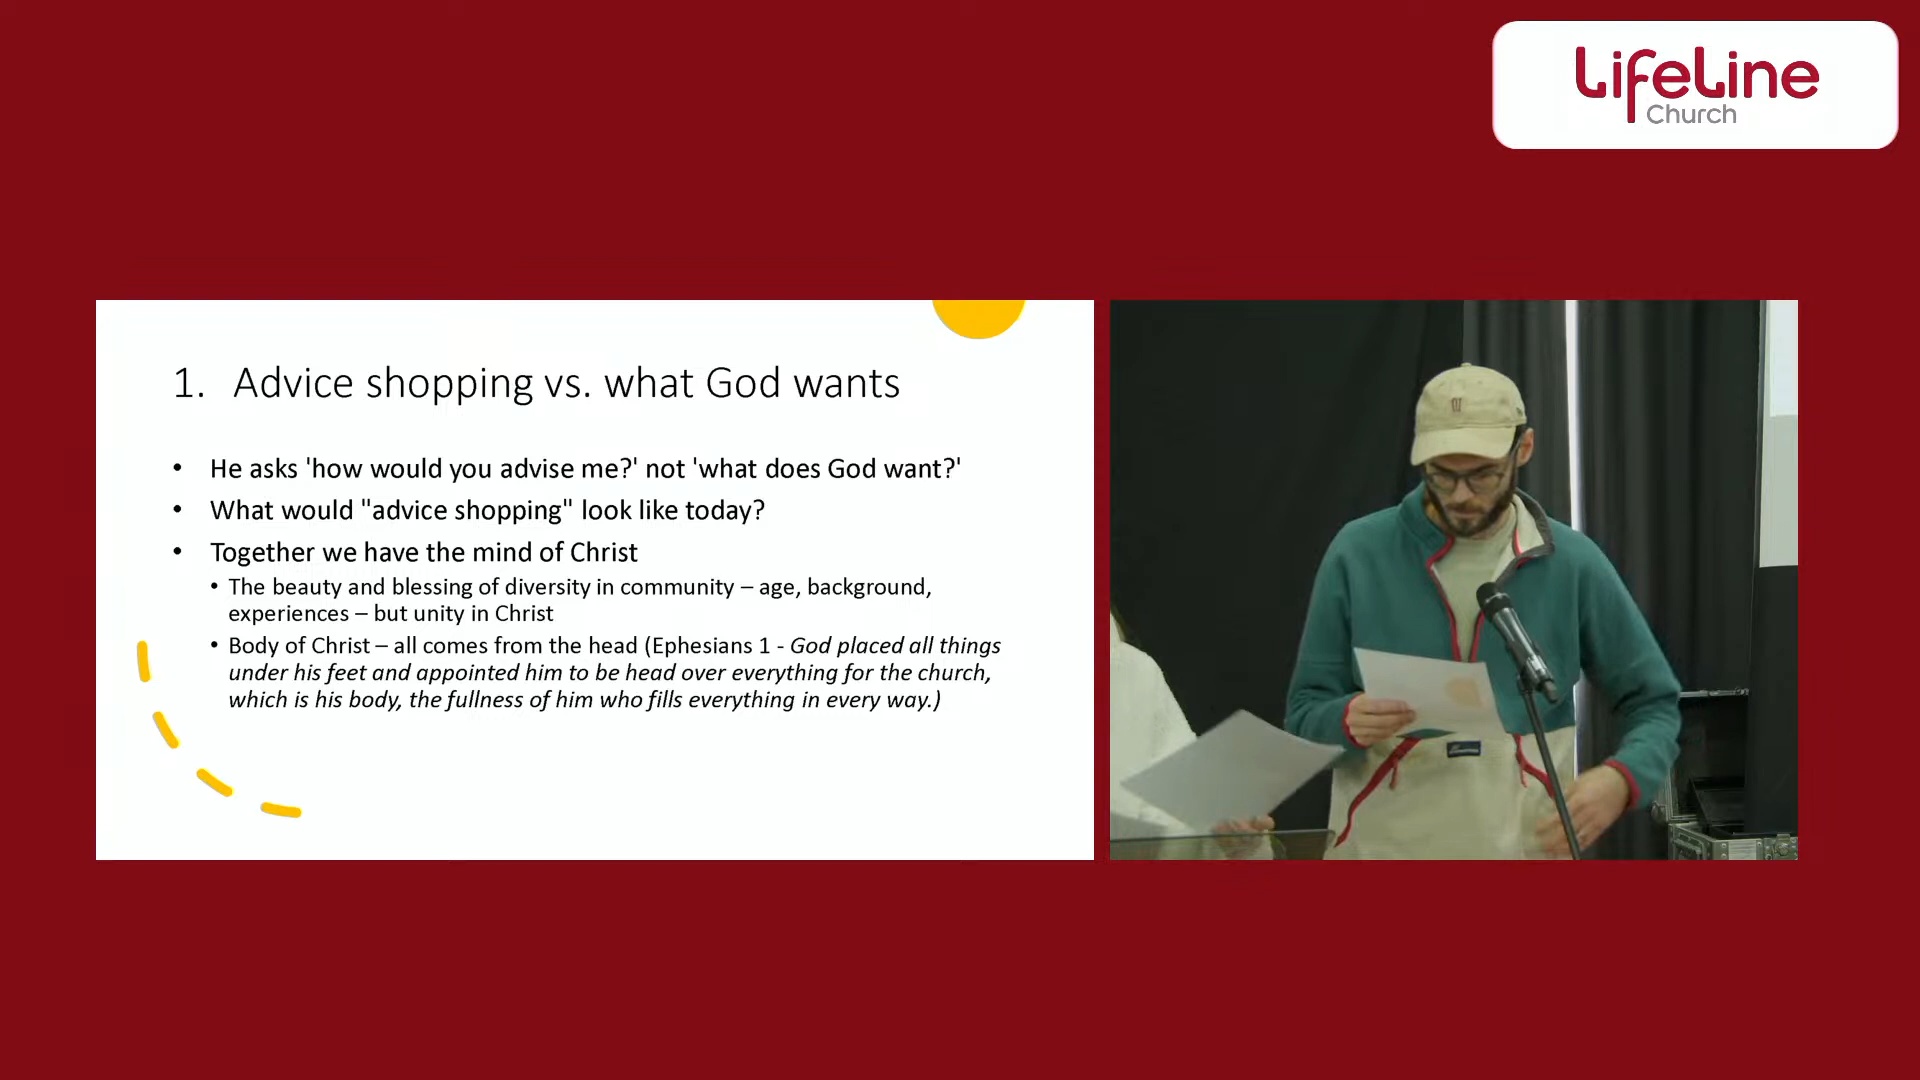 LifeLine
Church
1. Advice shopping vs. what God wants
• He asks 'how would you advise me?' not 'what does God want?'
• What would "advice shopping" look like today?
• Together we have the mind of Christ
• The beauty and blessing of diversity in community – age, background,
experiences – but unity in Christ
• Body of Christ – all comes from the head (Ephesians 1 - God placed all things
under his feet and appointed him to be head over everything for the church,
which is his body, the fullness of him who fills everything in every way.)